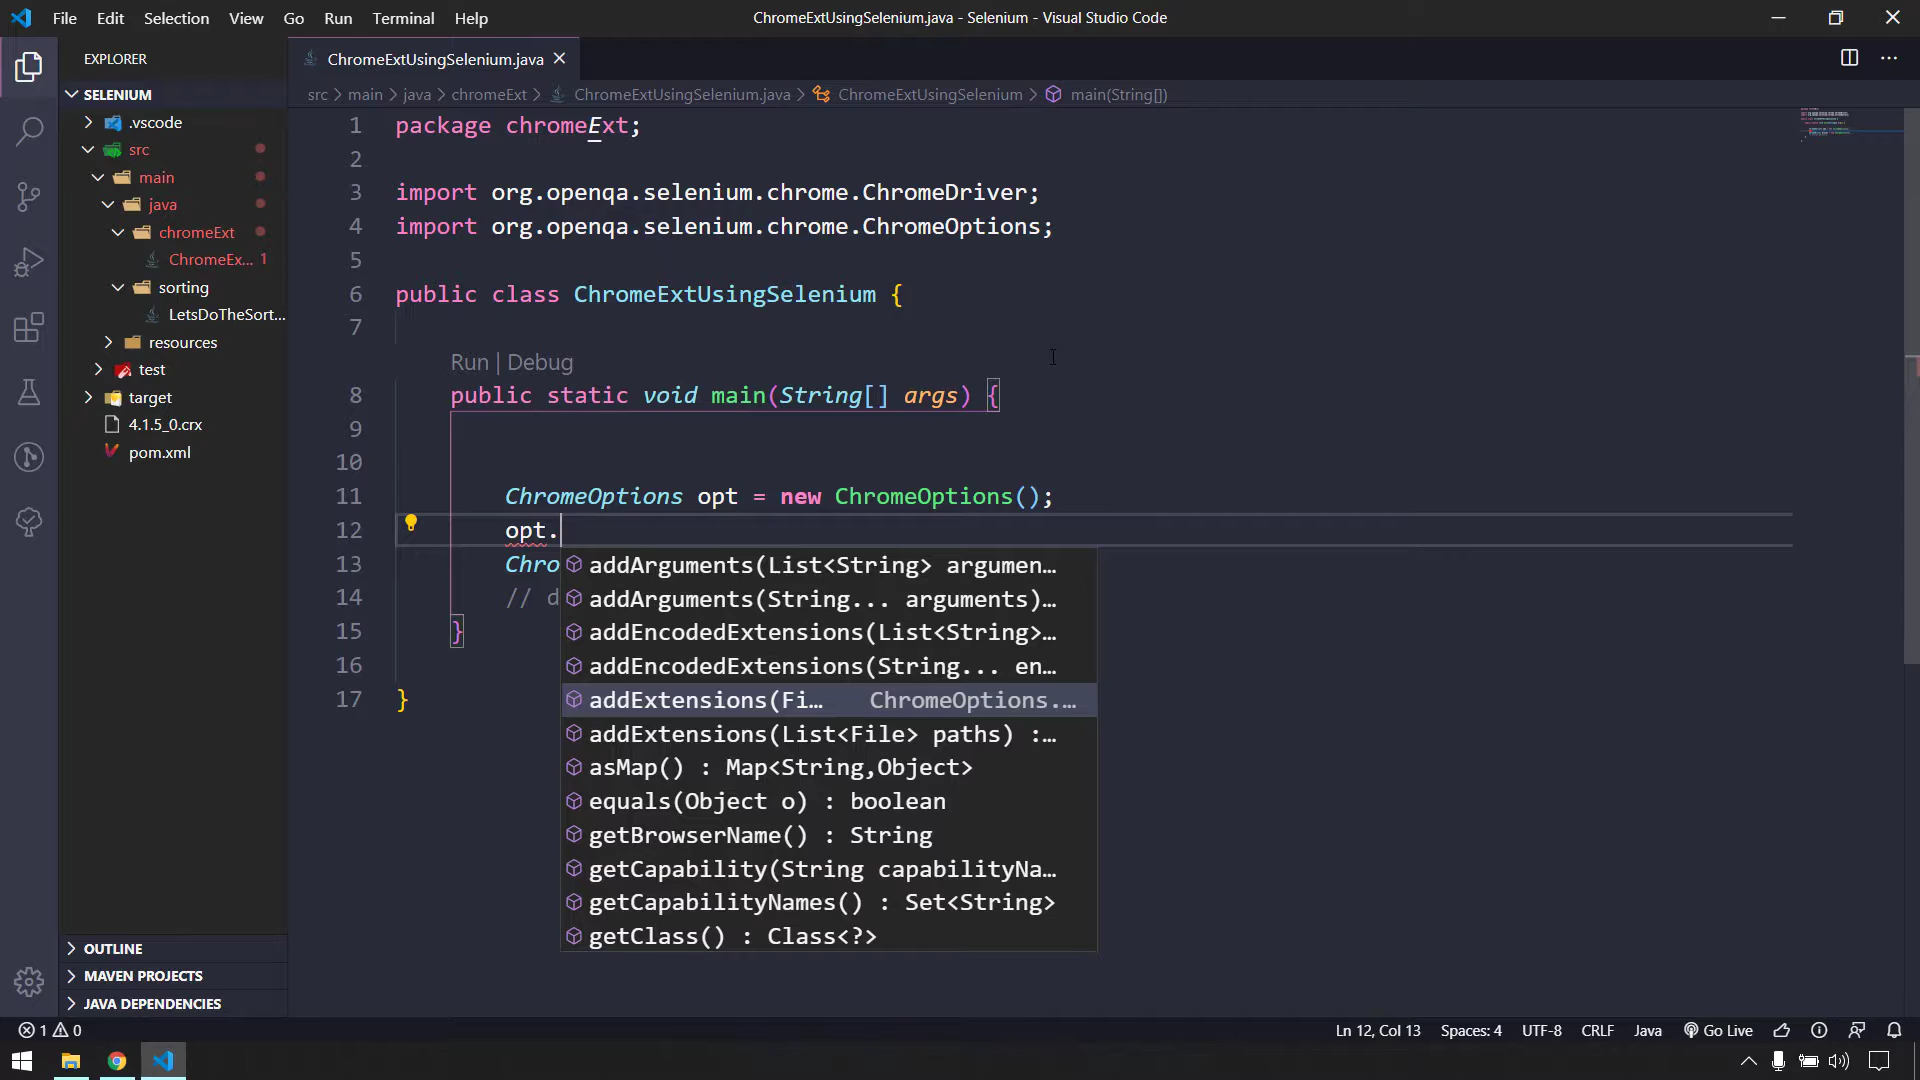 File Edit Selection View Go Run Terminal Help
ChromeExtUsingSelenium.java - Selenium - Visual Studio Code
EXPLORER
SELENIUM
.vscode
src
main
java
chromeExt
ChromeEx... 1
sorting
LetsDoTheSort...
resources
test
target
4.1.5_0.crx
pom.xml
OUTLINE
MAVEN PROJECTS
JAVA DEPENDENCIES
ChromeExtUsingSelenium.java
src > main > java > chromeExt > ChromeExtUsingSelenium.java > ChromeExtUsingSelenium > main(String[])
1 package chromeExt;
2
3 import org.openqa.selenium.chrome.ChromeDriver;
4 import org.openqa.selenium.chrome.ChromeOptions;
5
6 public class ChromeExtUsingSelenium {
7
Run | Debug
8 public static void main(String[] args) {
9
10
11 ChromeOptions opt = new ChromeOptions();
12 opt.
13 Chro
14 // d
15 }
16
17 }
addArguments(List<String> argumen...
addArguments(String... arguments)...
addEncodedExtensions(List<String>...
addEncodedExtensions(String... en...
addExtensions(Fi... ChromeOptions....
addExtensions(List<File> paths) :...
asMap() : Map<String,Object>
equals(Object o) : boolean
getBrowserName() : String
getCapability(String capabilityNa...
getCapabilityNames() : Set<String>
getClass() : Class<?>
1 0
Ln 12, Col 13 Spaces: 4 UTF-8 CRLF Java Go Live